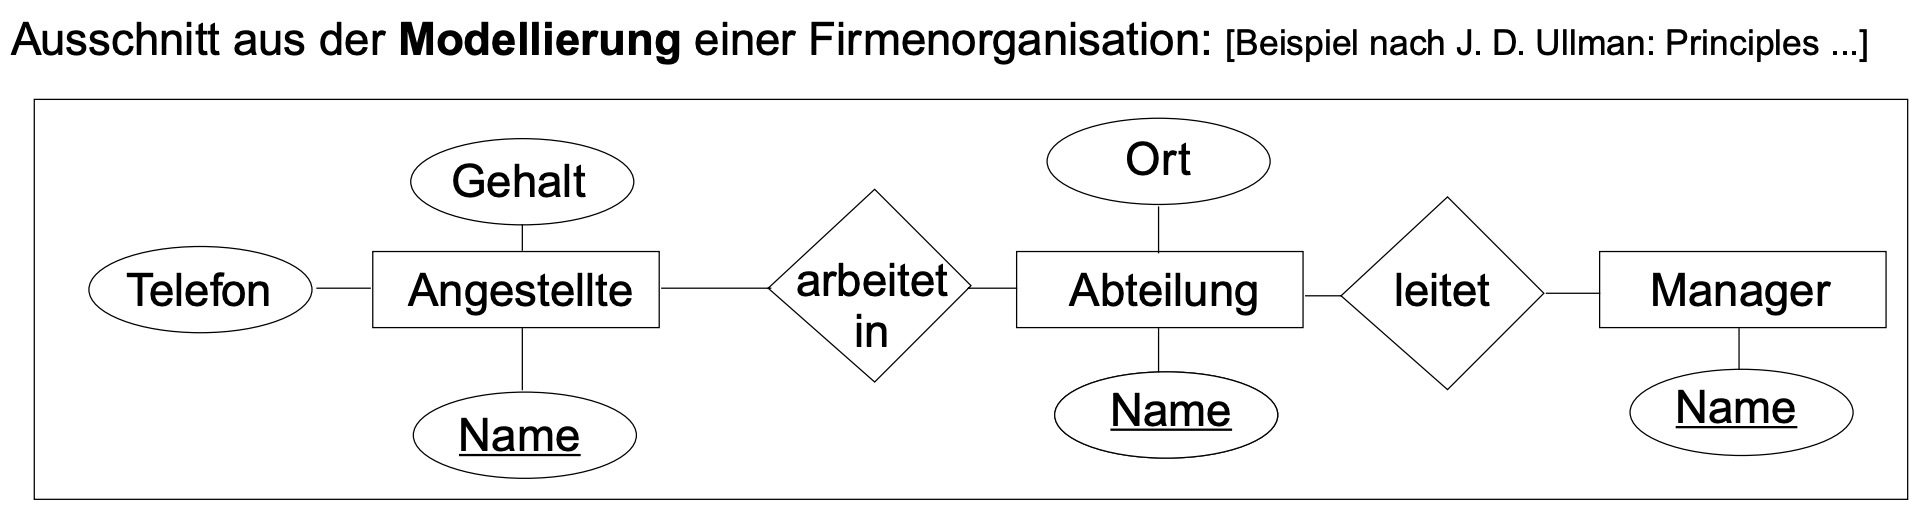 Ausschnitt aus der Modellierung einer Firmenorganisation: [Beispiel nach J. D. Ullman: Principles ...]
Gehalt
Ort
Telefon
Angestellte
arbeitet
in
Abteilung
leitet
Manager
Name
Name
Name